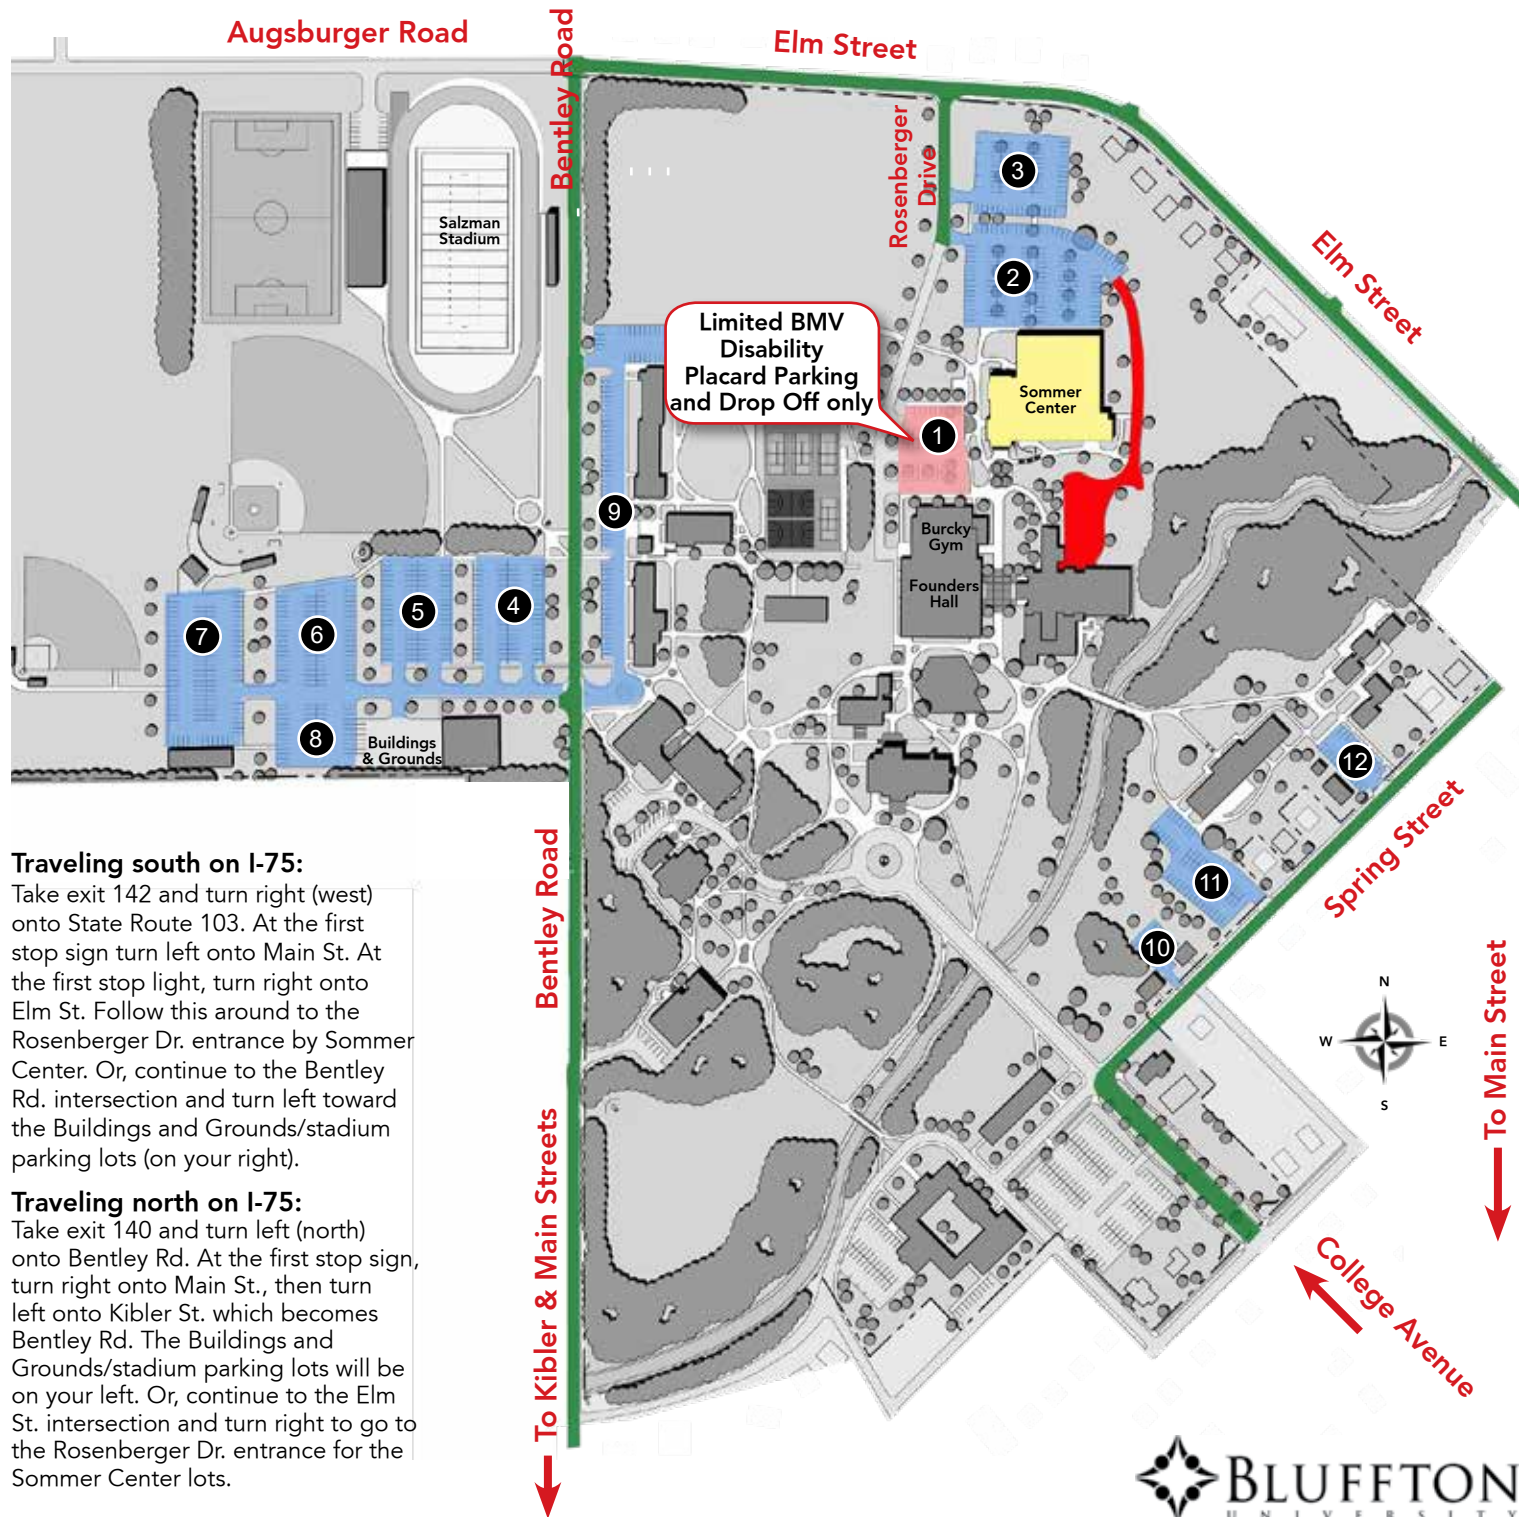 Augsburger Road
Bentley Road
Elm Street
Rosenberger
Drive
Elm Street
3
2
Salzman
Stadium
Limited BMV
Disability
Placard Parking
and Drop Off only
1
Sommer
Center
9
Burcky
Gym
Founders
Hall
7
6
5
4
8
Buildings
& Grounds
12
11
10
Spring Street
Bentley Road
To Kibler & Main Streets
To Main Street
College Avenue
N
W
E
S
Traveling south on I-75:
Take exit 142 and turn right (west)
onto State Route 103. At the first
stop sign turn left onto Main St. At
the first stop light, turn right onto
Elm St. Follow this around to the
Rosenberger Dr. entrance by Sommer
Center. Or, continue to the Bentley
Rd. intersection and turn left toward
the Buildings and Grounds/stadium
parking lots (on your right).
Traveling north on I-75:
Take exit 140 and turn left (north)
onto Bentley Rd. At the first stop sign,
turn right onto Main St., then turn
left onto Kibler St. which becomes
Bentley Rd. The Buildings and
Grounds/stadium parking lots will be
on your left. Or, continue to the Elm
St. intersection and turn right to go to
the Rosenberger Dr. entrance for the
Sommer Center lots.
BLUFFTON
UNIVERSITY